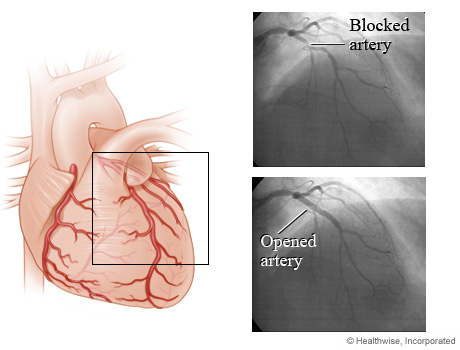 Blocked
artery
Opened
artery
© Healthwise, Incorporated